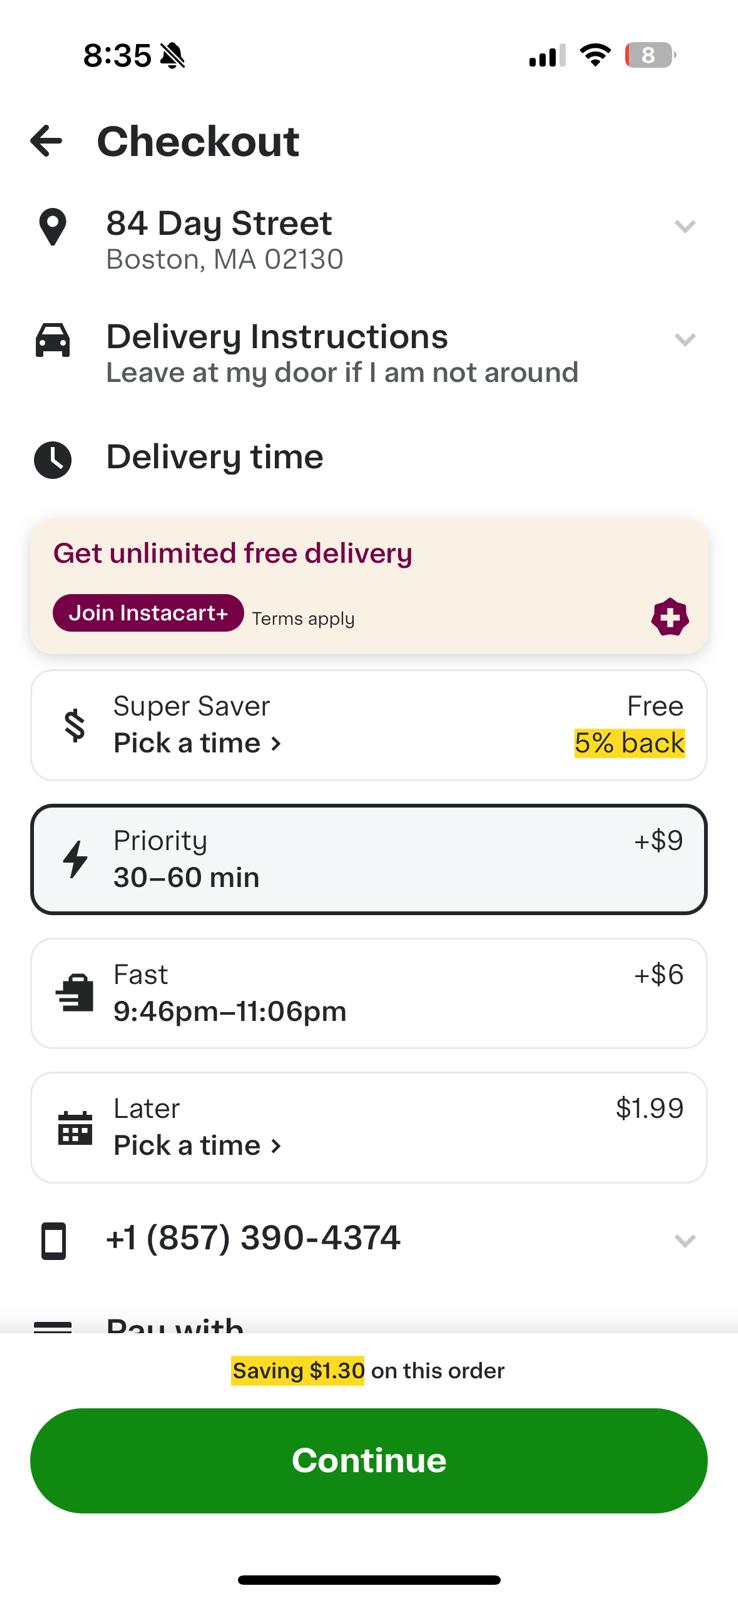 8:35
8
Checkout
84 Day Street
Boston, MA 02130
Delivery Instructions
Leave at my door if I am not around
Delivery time
Get unlimited free delivery
Join Instacart+ Terms apply
Super Saver Free
Pick a time › 5% back
Priority +$9
30–60 min
Fast +$6
9:46pm–11:06pm
Later $1.99
Pick a time ›
+1 (857) 390-4374
Pay with
Saving $1.30 on this order
Continue